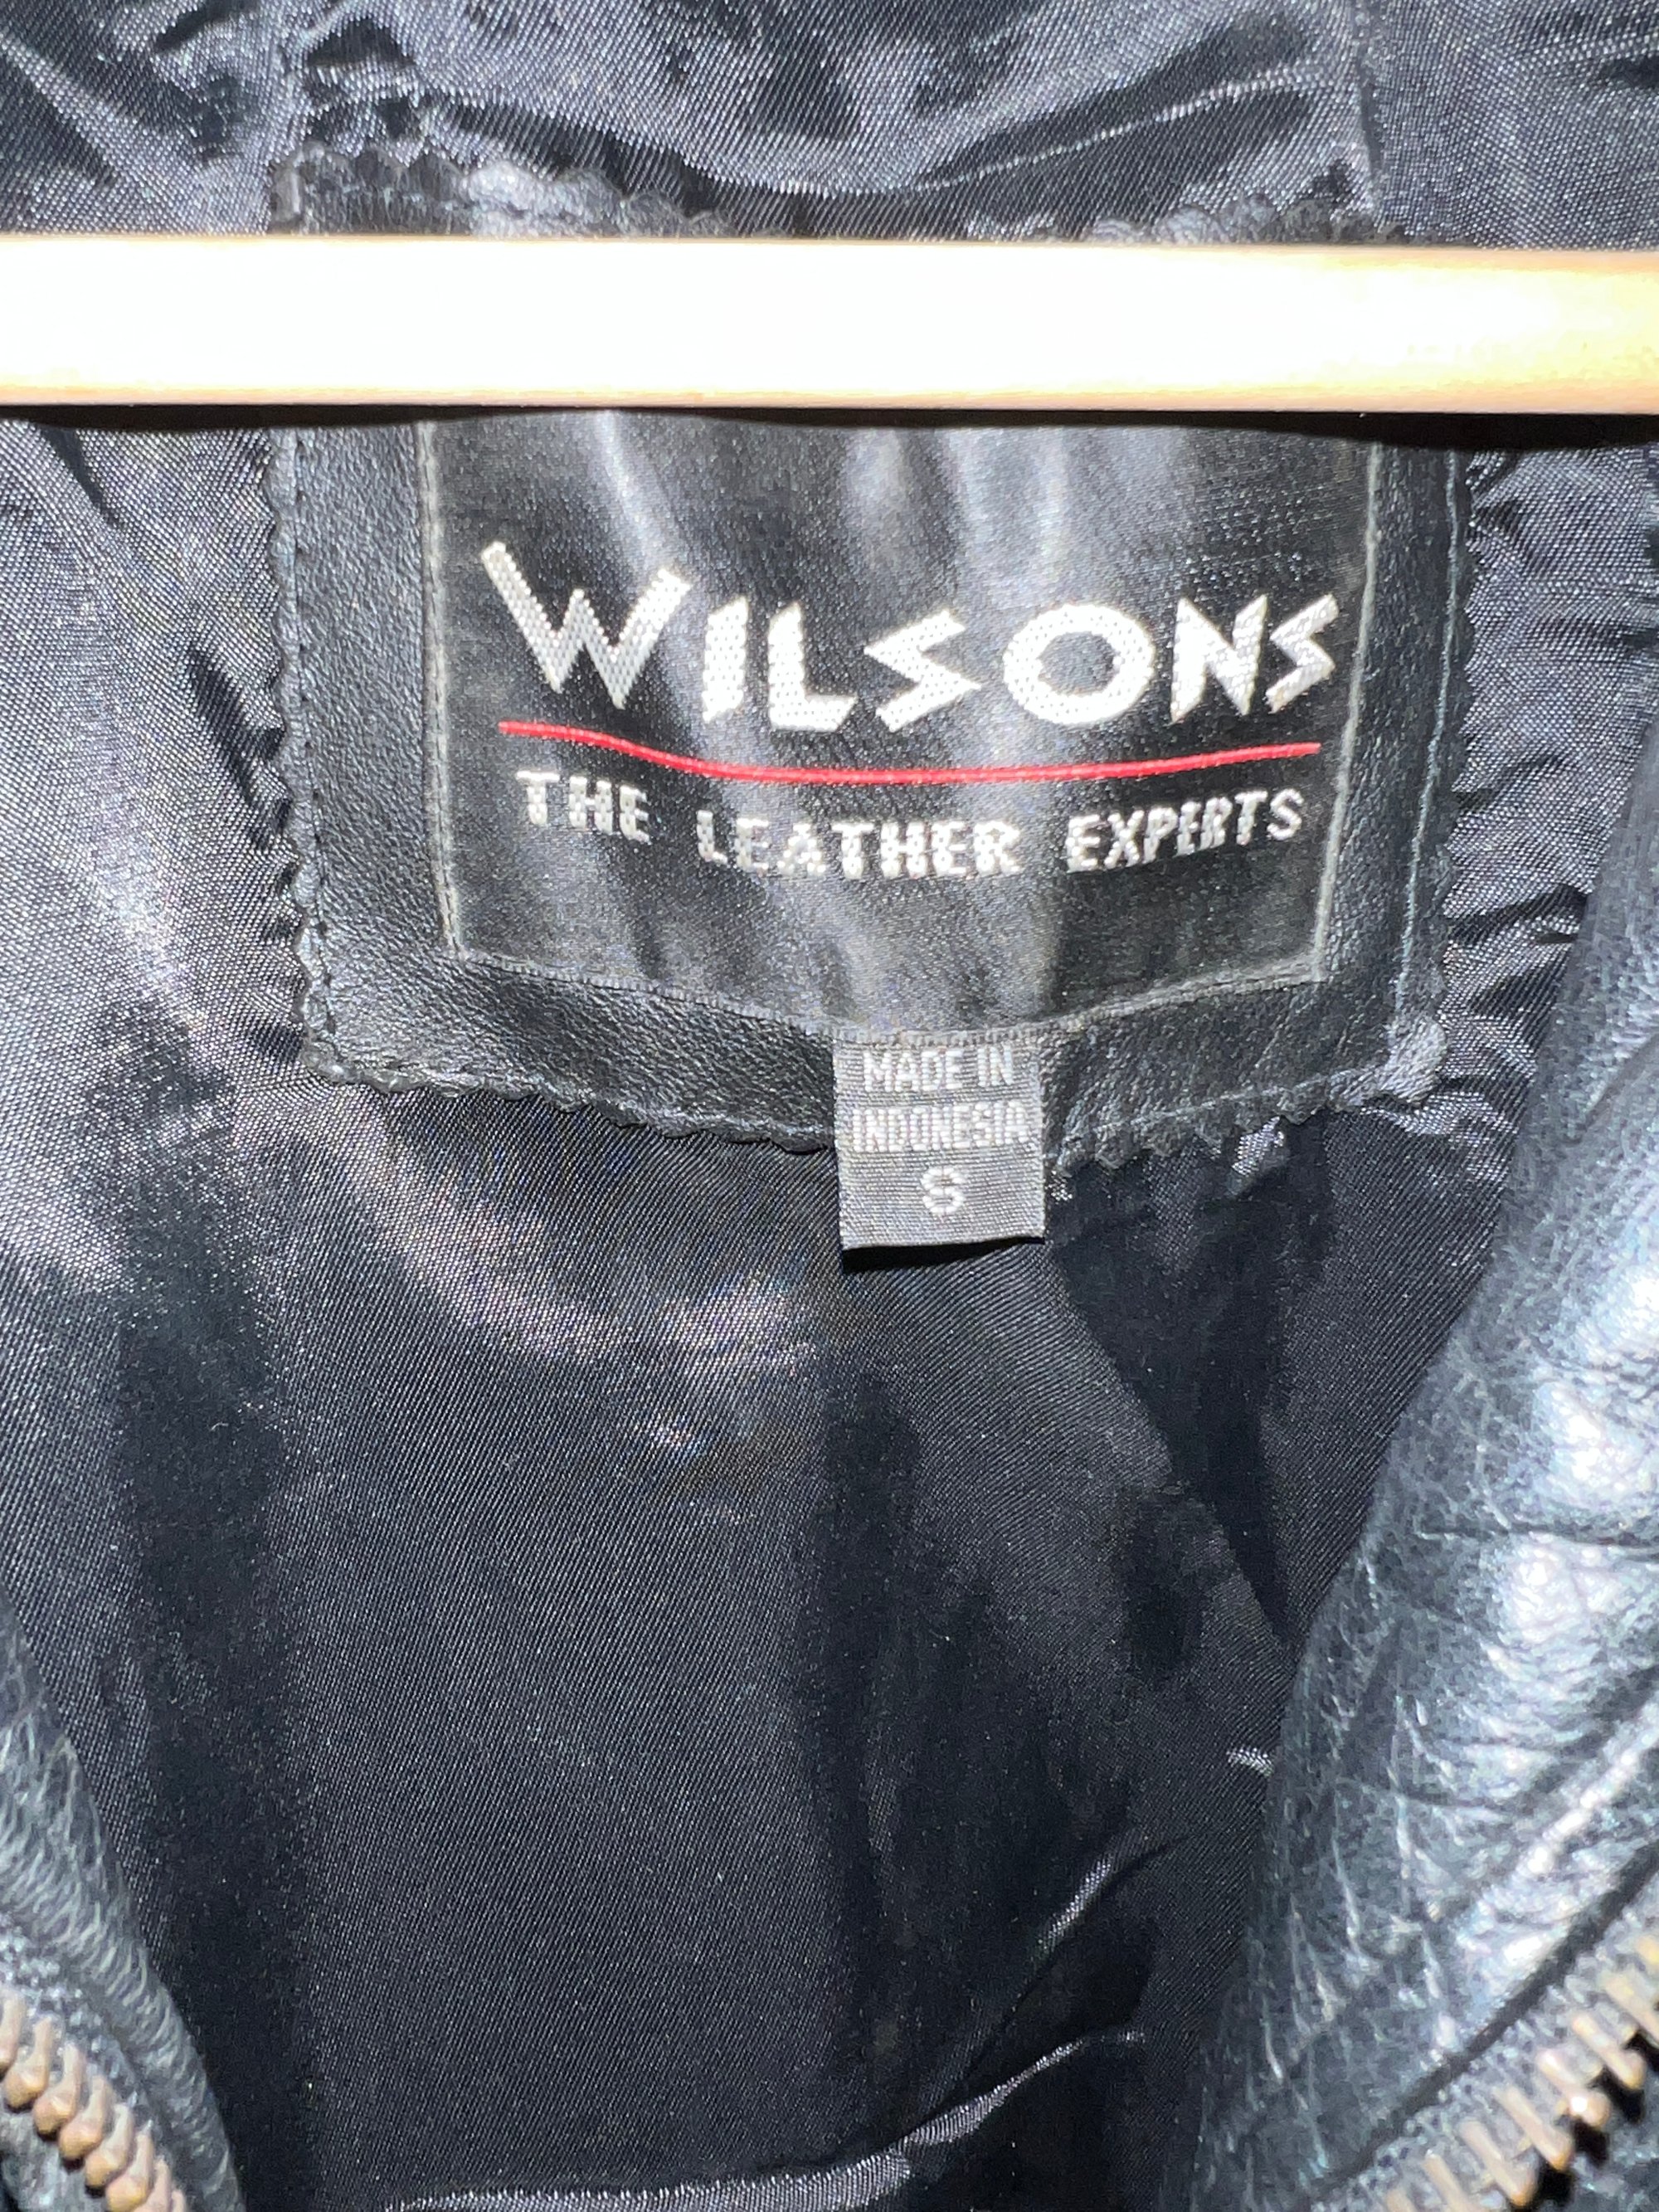 WILSONS
THE LEATHER EXPERTS
MADE IN
INDONESIA
S